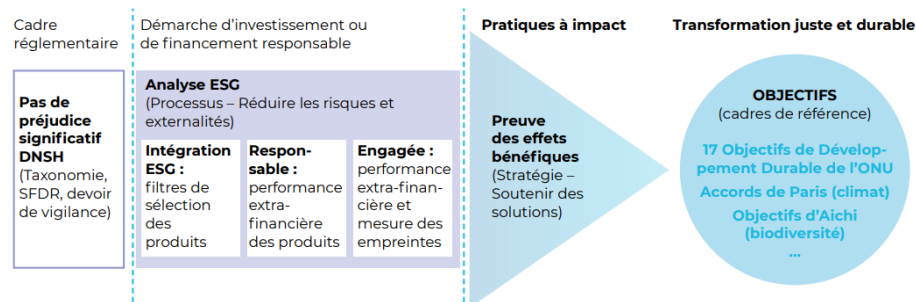 Cadre
réglementaire
Démarche d'investissement ou
de financement responsable
Pratiques à impact
Transformation juste et durable
Pas de
préjudice
significatif
DNSH
(Taxonomie,
SFDR, devoir
de vigilance)
Analyse ESG
(Processus – Réduire les risques et
externalités)
Intégration
ESG :
filtres de
sélection
des
produits
Respon-
sable :
performance
extra-
financière
des produits
Engagée :
performance
extra-finan-
cière et
mesure des
empreintes
Preuve
des effets
bénéfiques
(Stratégie –
Soutenir des
solutions)
OBJECTIFS
(cadres de référence)
17 Objectifs de Dévelop-
pement Durable de l'ONU
Accords de Paris (climat)
Objectifs d'Aichi
(biodiversité)
...